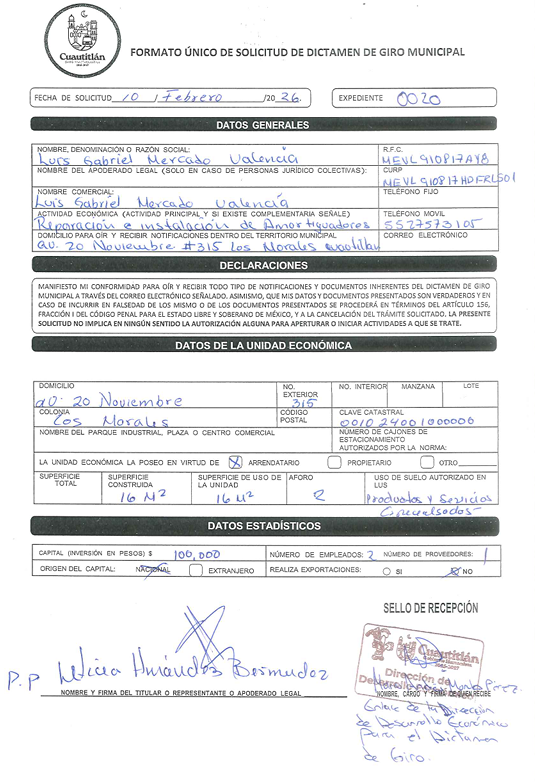 Cuautitlán
FORMATO ÚNICO DE SOLICITUD DE DICTAMEN DE GIRO MUNICIPAL
FECHA DE SOLICITUD 10 / Febrero /20 26. EXPEDIENTE 0020
DATOS GENERALES
NOMBRE, DENOMINACIÓN O RAZÓN SOCIAL: R.F.C.
Luis Gabriel Mercado Valencia MEVL910817AY8
NOMBRE DEL APODERADO LEGAL (SOLO EN CASO DE PERSONAS JURÍDICO COLECTIVAS): CURP
MEVL910817HDFRLS01
NOMBRE COMERCIAL: TELÉFONO FIJO
Luis Gabriel Mercado Valencía
ACTIVIDAD ECONÓMICA (ACTIVIDAD PRINCIPAL Y SI EXISTE COMPLEMENTARIA SEÑALE) TELÉFONO MOVIL
Reparación e instalación de Amortiguadores 5527573105
DOMICILIO PARA OÍR Y RECIBIR NOTIFICACIONES DENTRO DEL TERRITORIO MUNICIPAL CORREO ELECTRÓNICO
av. 20 Noviembre #315 Los Morales
DECLARACIONES
MANIFIESTO MI CONFORMIDAD PARA OÍR Y RECIBIR TODO TIPO DE NOTIFICACIONES Y DOCUMENTOS INHERENTES DEL DICTAMEN DE GIRO
MUNICIPAL A TRAVÉS DEL CORREO ELECTRÓNICO SEÑALADO. ASIMISMO, QUE MIS DATOS Y DOCUMENTOS PRESENTADOS SON VERDADEROS Y EN
CASO DE INCURRIR EN FALSEDAD DE LOS MISMO O DE LOS DOCUMENTOS PRESENTADOS SE PROCEDERÁ EN TÉRMINOS DEL ARTÍCULO 156,
FRACCIÓN I DEL CÓDIGO PENAL PARA EL ESTADO LIBRE Y SOBERANO DE MÉXICO, Y A LA CANCELACIÓN DEL TRÁMITE SOLICITADO. LA PRESENTE
SOLICITUD NO IMPLICA EN NINGÚN SENTIDO LA AUTORIZACIÓN ALGUNA PARA APERTURAR O INICIAR ACTIVIDADES A QUE SE TRATE.
DATOS DE LA UNIDAD ECONÓMICA
DOMICILIO NO. EXTERIOR NO. INTERIOR MANZANA LOTE
av. 20 Noviembre 315
COLONIA CÓDIGO POSTAL CLAVE CATASTRAL
Los Morales 0010240010000000
NOMBRE DEL PARQUE INDUSTRIAL, PLAZA O CENTRO COMERCIAL NÚMERO DE CAJONES DE
ESTACIONAMIENTO
AUTORIZADOS POR LA NORMA:
LA UNIDAD ECONÓMICA LA POSEO EN VIRTUD DE X ARRENDATARIO PROPIETARIO OTRO
SUPERFICIE TOTAL SUPERFICIE CONSTRUIDA SUPERFICIE DE USO DE LA UNIDAD AFORO USO DE SUELO AUTORIZADO EN LUS
16 M² 16 M² 2 Productos y Servicios
DATOS ESTADÍSTICOS
CAPITAL (INVERSIÓN EN PESOS) $ 100,000 NÚMERO DE EMPLEADOS: 2 NÚMERO DE PROVEEDORES: 1
ORIGEN DEL CAPITAL: NACIONAL EXTRANJERO REALIZA EXPORTACIONES: SI NO
SELLO DE RECEPCIÓN
Cuautitlán
Dirección de
P.P Leticia Hernández Bermudez
NOMBRE Y FIRMA DEL TITULAR O REPRESENTANTE O APODERADO LEGAL
NOMBRE, CARGO Y FIRMA DE QUIEN RECIBE
Enlace de la Dirección
de Desarrollo Económico
para el Dictamen
de Giro.